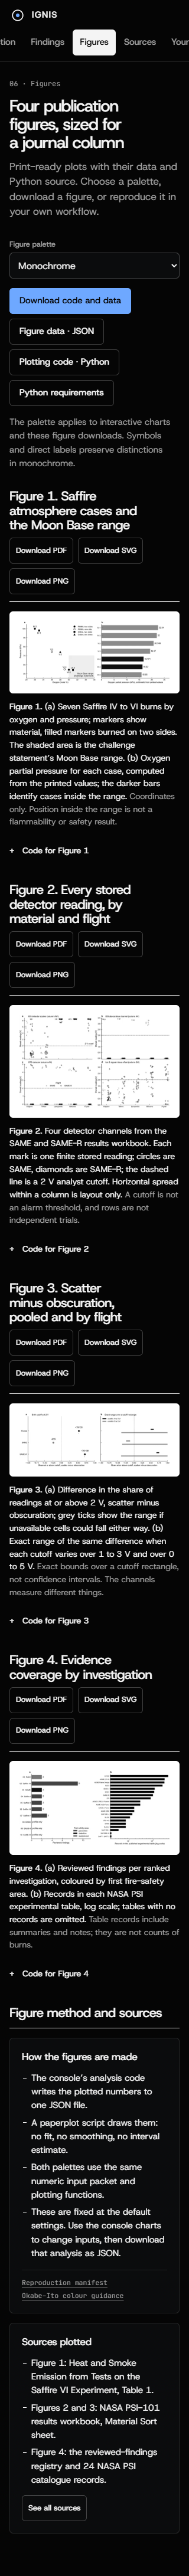 IGNIS
tion Findings Figures Sources Your
06 · Figures
Four publication
figures, sized for
a journal column
Print-ready plots with their data and
Python source. Choose a palette,
download a figure, or reproduce it in
your own workflow.
Figure palette
Monochrome
Download code and data
Figure data · JSON
Plotting code · Python
Python requirements
The palette applies to interactive charts
and these figure downloads. Symbols
and direct labels preserve distinctions
in monochrome.
Figure 1. Saffire
atmosphere cases and
the Moon Base range
Download PDF Download SVG
Download PNG
Figure 1. (a) Seven Saffire IV to VI burns by
oxygen and pressure; markers show
material, filled markers burned on two sides.
The shaded area is the challenge
statement's Moon Base range. (b) Oxygen
partial pressure for each case, computed
from the printed values; the darker bars
identify cases inside the range. Coordinates
only. Position inside the range is not a
flammability or safety result.
+ Code for Figure 1
Figure 2. Every stored
detector reading, by
material and flight
Download PDF Download SVG
Download PNG
Figure 2. Four detector channels from the
SAME and SAME-R results workbook. Each
mark is one finite stored reading; circles are
SAME, diamonds are SAME-R; the dashed
line is a 2 V analyst cutoff. Horizontal spread
within a column is layout only. A cutoff is not
an alarm threshold, and rows are not
independent trials.
+ Code for Figure 2
Figure 3. Scatter
minus obscuration,
pooled and by flight
Download PDF Download SVG
Download PNG
Figure 3. (a) Difference in the share of
readings at or above 2 V, scatter minus
obscuration; grey ticks show the range if
unavailable cells could fall either way. (b)
Exact range of the same difference when
each cutoff varies over 1 to 3 V and over 0
to 5 V. Exact bounds over a cutoff rectangle,
not confidence intervals. The channels
measure different things.
+ Code for Figure 3
Figure 4. Evidence
coverage by investigation
Download PDF Download SVG
Download PNG
Figure 4. (a) Reviewed findings per ranked
investigation, coloured by first fire-safety
area. (b) Records in each NASA PSI
experimental table, log scale; tables with no
records are omitted. Table records include
summaries and notes; they are not counts of
burns.
+ Code for Figure 4
Figure method and sources
How the figures are made
– The console's analysis code
writes the plotted numbers to
one JSON file.
– A paperplot script draws them:
no fit, no smoothing, no interval
estimate.
– Both palettes use the same
numeric input packet and
plotting functions.
– These are fixed at the default
settings. Use the console charts
to change inputs, then download
that analysis as JSON.
Reproduction manifest
Okabe-Ito colour guidance
Sources plotted
– Figure 1: Heat and Smoke
Emission from Tests on the
Saffire VI Experiment, Table 1.
– Figures 2 and 3: NASA PSI-101
results workbook, Material Sort
sheet.
– Figure 4: the reviewed-findings
registry and 24 NASA PSI
catalogue records.
See all sources